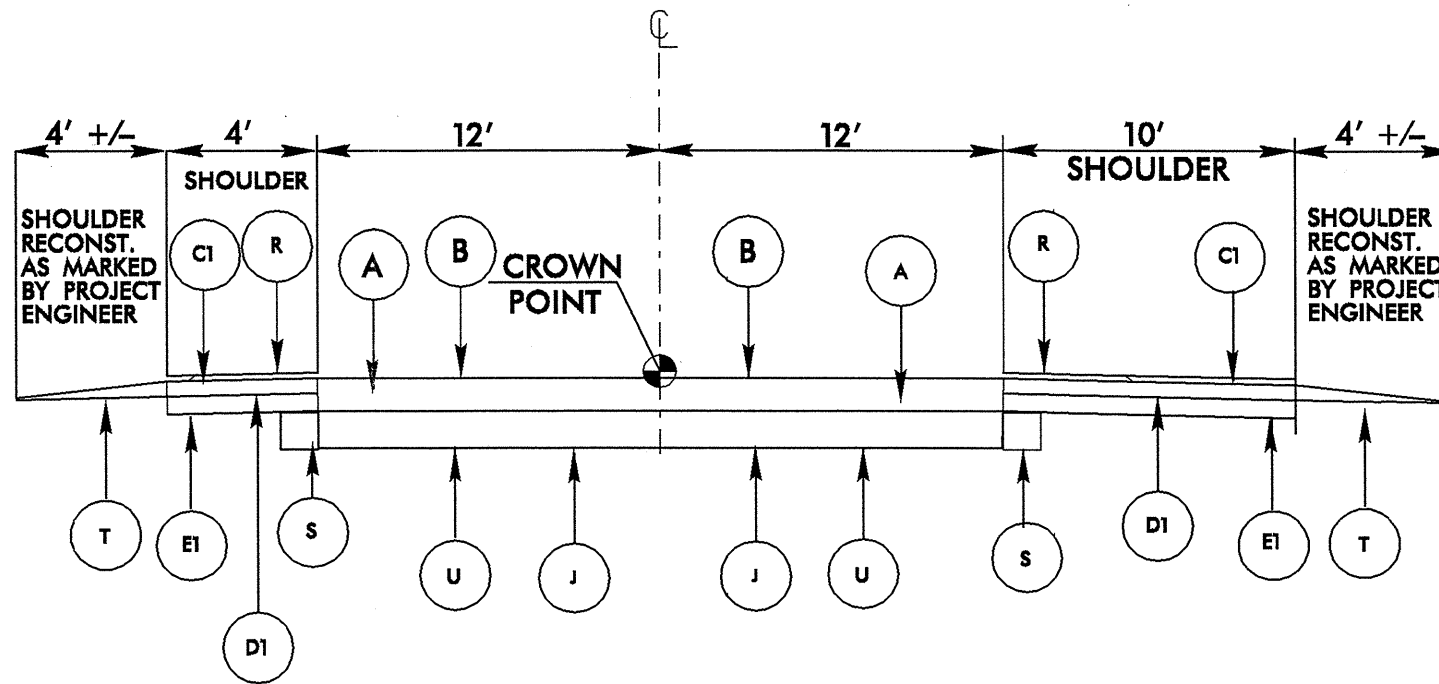 ℄
4' +/-
4'
12'
12'
10'
4' +/-
SHOULDER
SHOULDER
SHOULDER
RECONST.
AS MARKED
BY PROJECT
ENGINEER
C1
R
A
B
CROWN
POINT
B
A
R
C1
SHOULDER
RECONST.
AS MARKED
BY PROJECT
ENGINEER
T
E1
D1
S
U
J
J
U
S
D1
E1
T